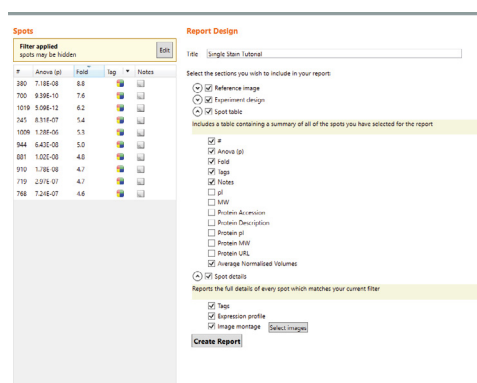 Spots
Filter applied
spots may be hidden
Edit
# Anova (p) Fold Tag Notes
380 7.18E-08 8.8
700 9.39E-10 7.6
1019 5.09E-12 6.2
245 8.31E-07 5.4
1009 1.28E-06 5.3
944 6.43E-08 5.0
881 1.02E-08 4.8
910 1.78E-08 4.7
719 2.97E-07 4.7
768 7.24E-07 4.6
Report Design
Title Single Stain Tutorial
Select the sections you wish to include in your report:
Reference image
Experiment design
Spot table
Includes a table containing a summary of all of the spots you have selected for the report
#
Anova (p)
Fold
Tags
Notes
pI
MW
Protein Accession
Protein Description
Protein pI
Protein MW
Protein URL
Average Normalised Volumes
Spot details
Reports the full details of every spot which matches your current filter
Tags
Expression profile
Image montage Select images
Create Report